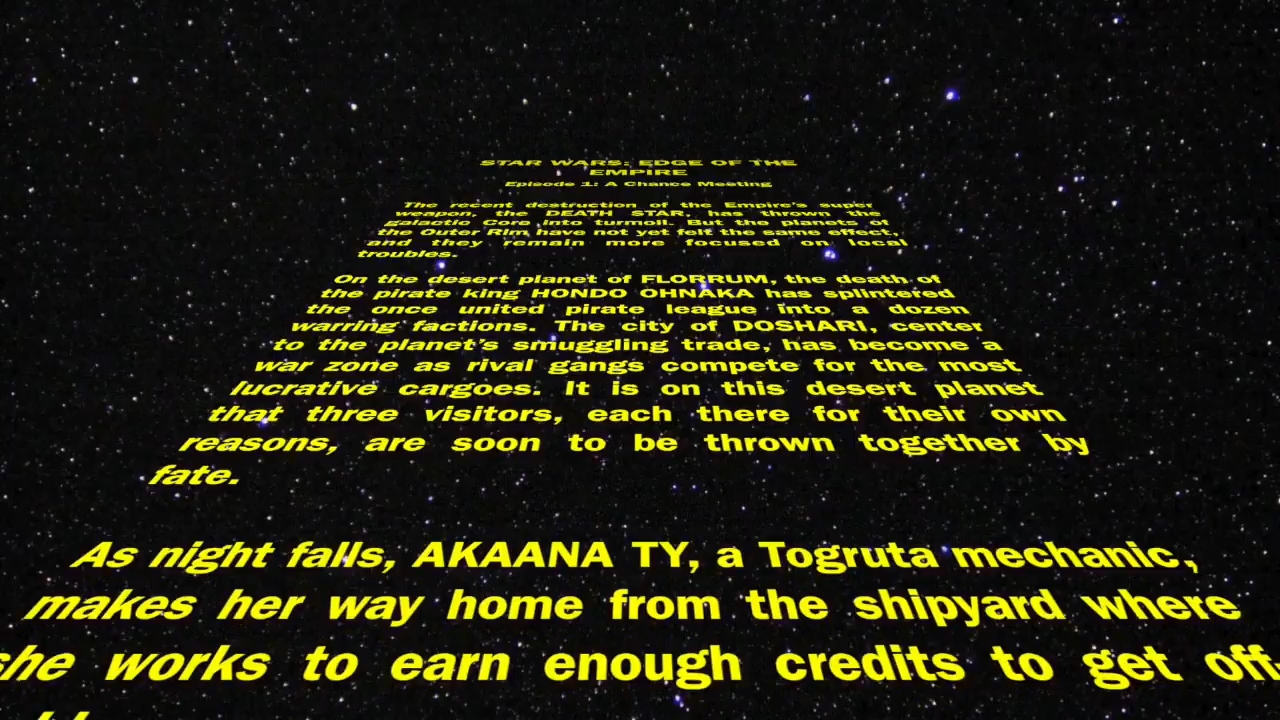 STAR WARS: EDGE OF THE
EMPIRE
Episode 1: A Chance Meeting
The recent destruction of the Empire's super
weapon, the DEATH STAR, has thrown the
galactic Core into turmoil. But the planets of
the Outer Rim have not yet felt the same effect,
and they remain more focused on local
troubles.
On the desert planet of FLORRUM, the death of
the pirate king HONDO OHNAKA has splintered
the once united pirate league into a dozen
warring factions. The city of DOSHARI, center
to the planet's smuggling trade, has become a
war zone as rival gangs compete for the most
lucrative cargoes. It is on this desert planet
that three visitors, each there for their own
reasons, are soon to be thrown together by
fate.
As night falls, AKAANA TY, a Togruta mechanic,
makes her way home from the shipyard where
she works to earn enough credits to get off